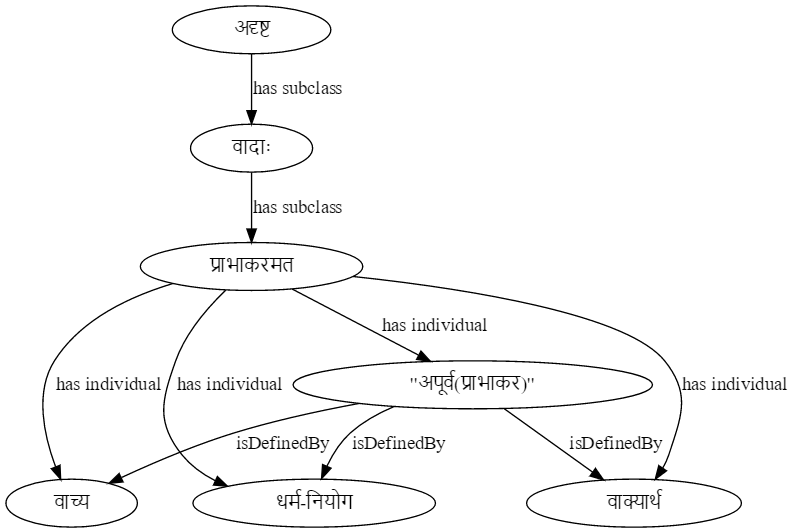 अदृष्ट
has subclass
वादाः
has subclass
प्राभाकरमत
has individual
"अपूर्व(प्राभाकर)"
has individual has individual has individual
isDefinedBy isDefinedBy isDefinedBy
वाच्य धर्म-नियोग वाक्यार्थ